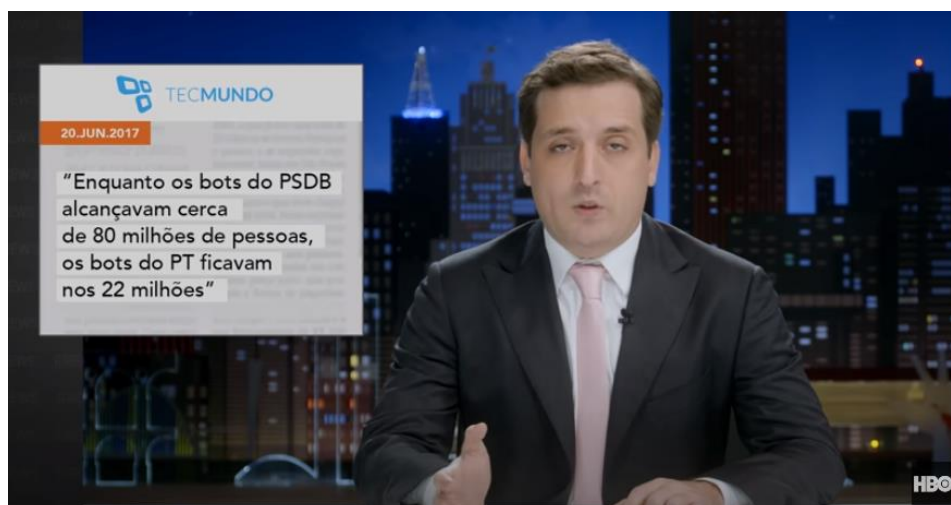 TECMUNDO
20.JUN.2017
“Enquanto os bots do PSDB
alcançavam cerca
de 80 milhões de pessoas,
os bots do PT ficavam
nos 22 milhões”
HBO